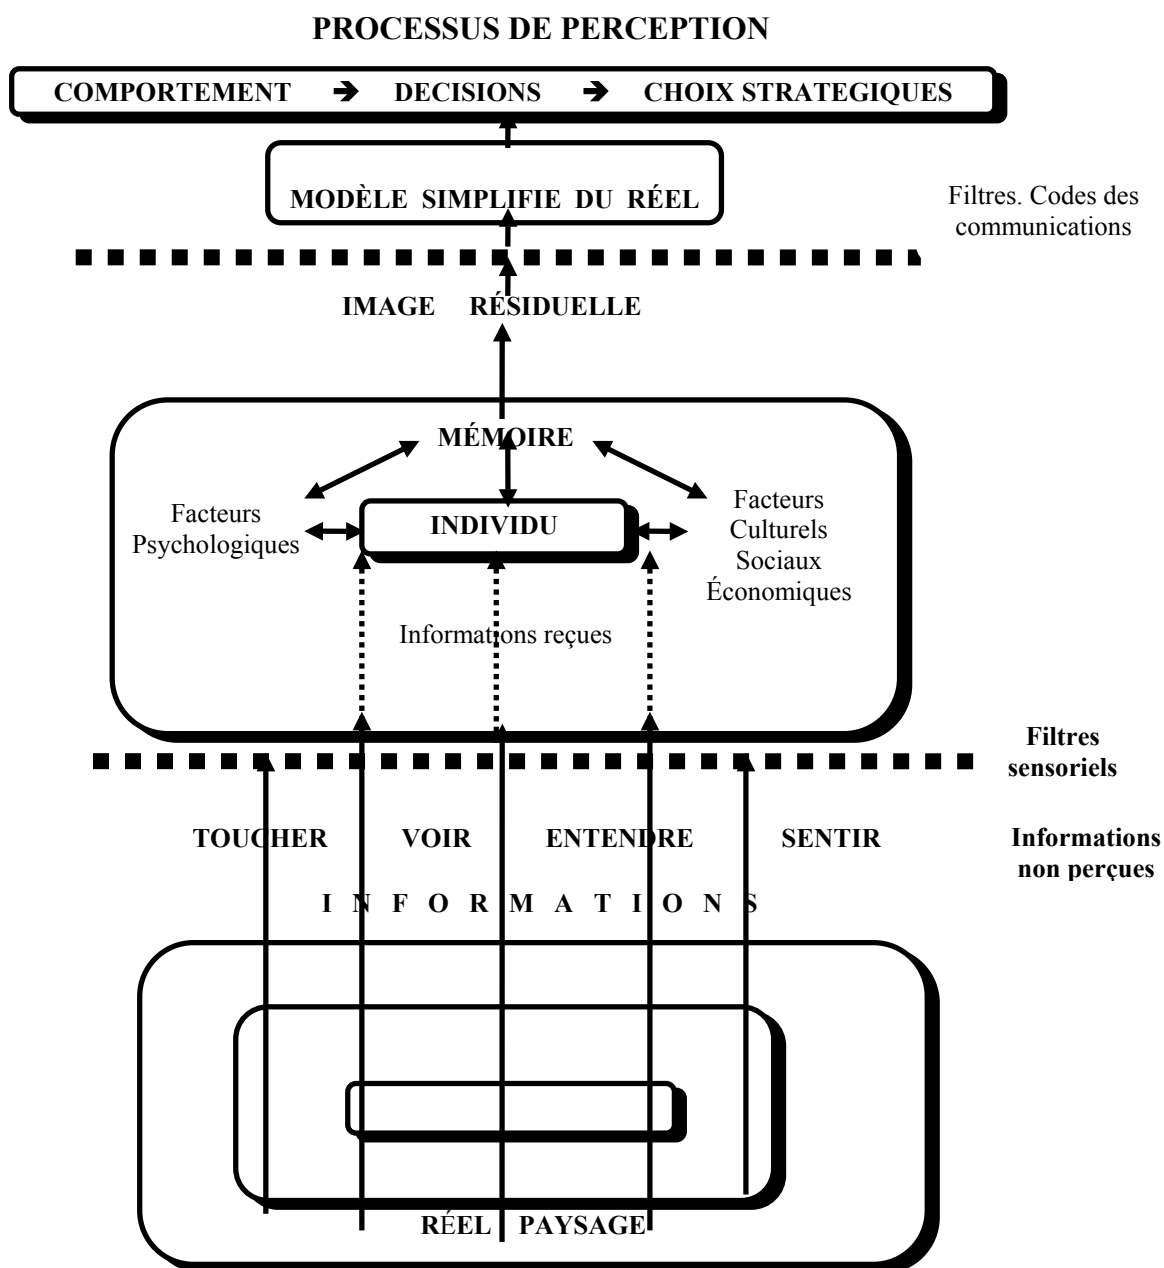 PROCESSUS DE PERCEPTION
COMPORTEMENT ➔ DECISIONS ➔ CHOIX STRATEGIQUES
MODÈLE SIMPLIFIE DU RÉEL
Filtres. Codes des
communications
IMAGE RÉSIDUELLE
MÉMOIRE
Facteurs
Psychologiques
INDIVIDU
Facteurs
Culturels
Sociaux
Économiques
Informations reçues
Filtres
sensoriels
TOUCHER VOIR ENTENDRE SENTIR
Informations
non perçues
I N F O R M A T I O N S
RÉEL PAYSAGE